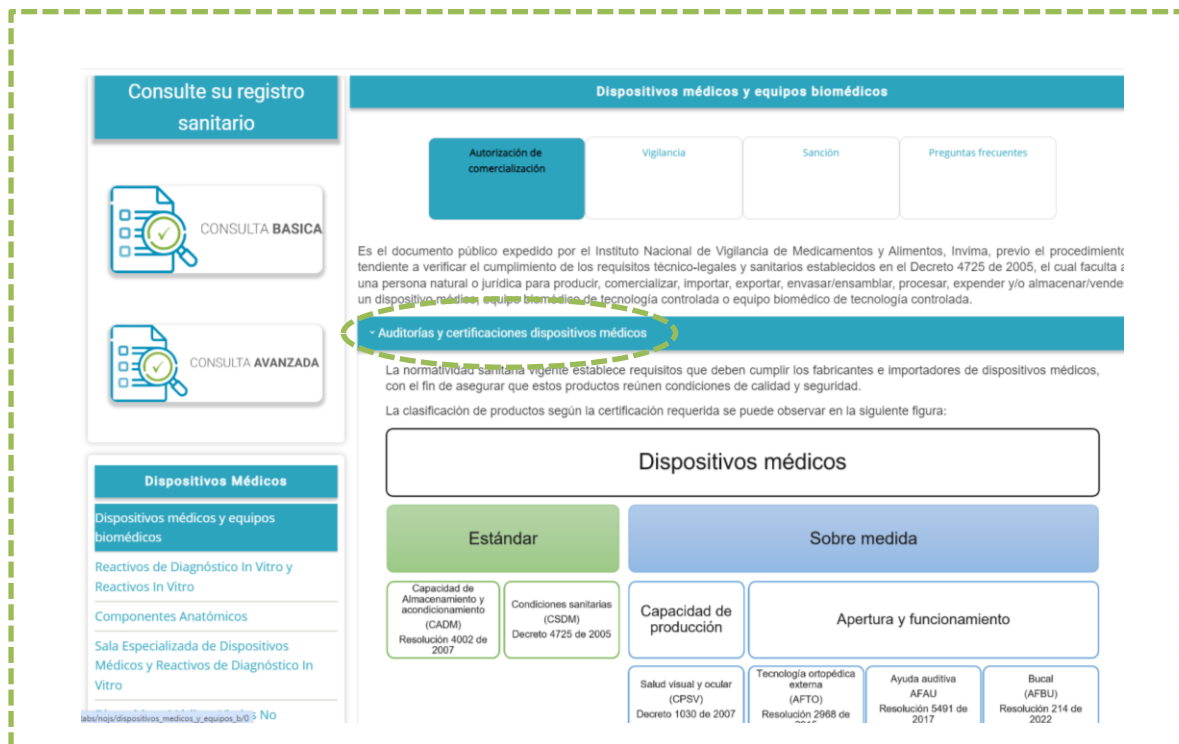 Consulte su registro
sanitario
CONSULTA BASICA
CONSULTA AVANZADA
Dispositivos Médicos
Dispositivos médicos y equipos
biomédicos
Reactivos de Diagnóstico In Vitro y
Reactivos In Vitro
Componentes Anatómicos
Sala Especializada de Dispositivos
Médicos y Reactivos de Diagnóstico In
Vitro
No
tabs/nojs/dispositivos_medicos_y_equipos_b/0
Dispositivos médicos y equipos biomédicos
Autorización de
comercialización
Vigilancia
Sanción
Preguntas frecuentes
Es el documento público expedido por el Instituto Nacional de Vigilancia de Medicamentos y Alimentos, Invima, previo el procedimiento
tendiente a verificar el cumplimiento de los requisitos técnico-legales y sanitarios establecidos en el Decreto 4725 de 2005, el cual faculta a
una persona natural o jurídica para producir, comercializar, importar, exportar, envasar/ensamblar, procesar, expender y/o almacenar/vende
un dispositivo médico, equipo biomédico de tecnología controlada o equipo biomédico de tecnología controlada.
Auditorías y certificaciones dispositivos médicos
La normatividad sanitaria vigente establece requisitos que deben cumplir los fabricantes e importadores de dispositivos médicos,
con el fin de asegurar que estos productos reúnen condiciones de calidad y seguridad.
La clasificación de productos según la certificación requerida se puede observar en la siguiente figura:
Dispositivos médicos
Estándar
Sobre medida
Capacidad de
Almacenamiento y
acondicionamiento
(CADM)
Resolución 4002 de
2007
Condiciones sanitarias
(CSDM)
Decreto 4725 de 2005
Capacidad de
producción
Apertura y funcionamiento
Salud visual y ocular
(CPSV)
Decreto 1030 de 2007
Tecnología ortopédica
externa
(AFTO)
Resolución 2968 de
Ayuda auditiva
AFAU
Resolución 5491 de
2017
Bucal
(AFBU)
Resolución 214 de
2022